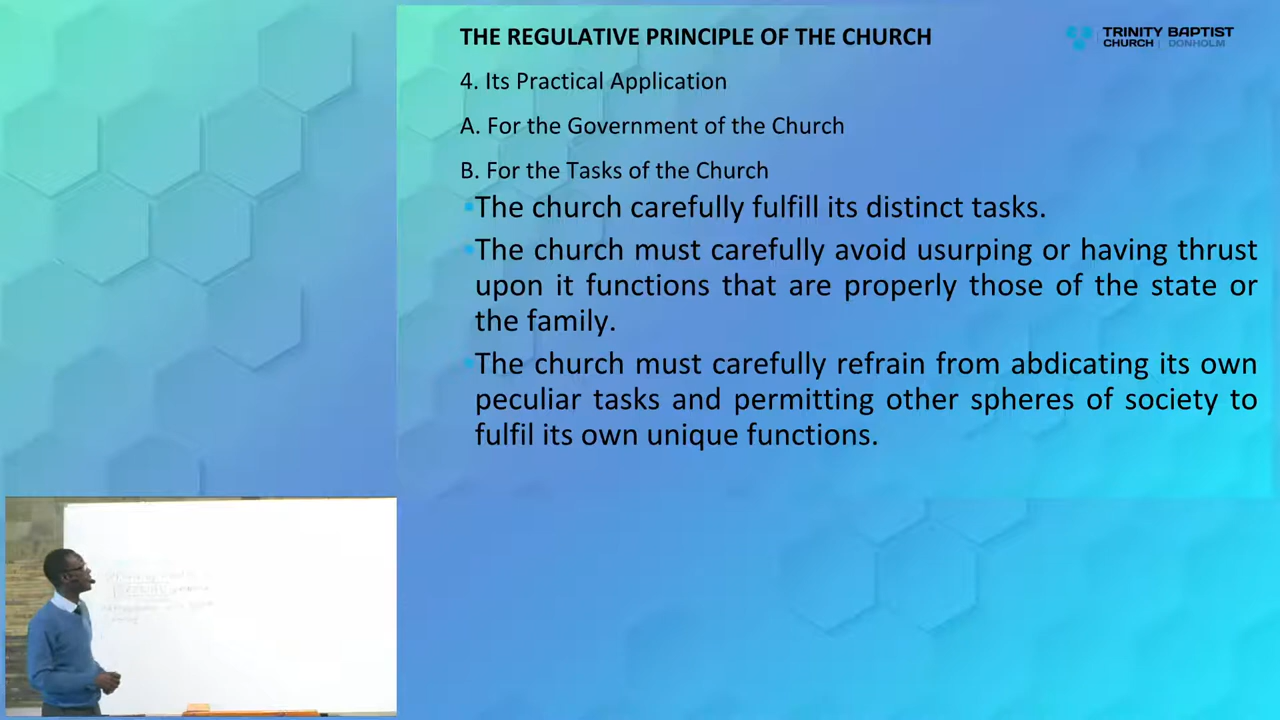 THE REGULATIVE PRINCIPLE OF THE CHURCH
TRINITY BAPTIST
CHURCH | DONHOLM
4. Its Practical Application
A. For the Government of the Church
B. For the Tasks of the Church
▪The church carefully fulfill its distinct tasks.
▪The church must carefully avoid usurping or having thrust
upon it functions that are properly those of the state or
the family.
▪The church must carefully refrain from abdicating its own
peculiar tasks and permitting other spheres of society to
fulfil its own unique functions.